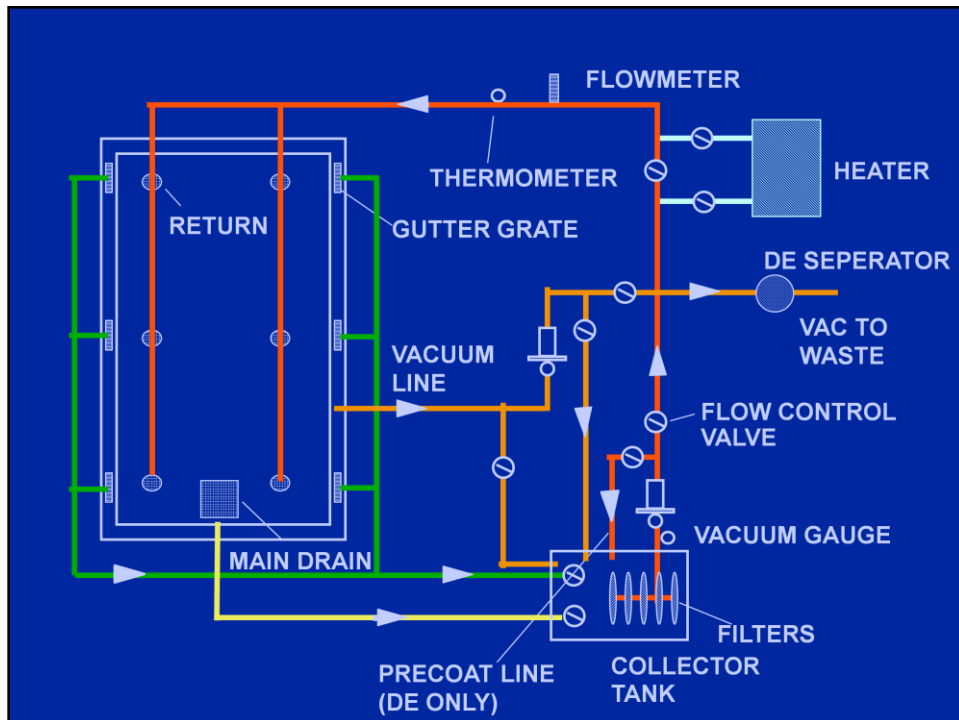 FLOWMETER
THERMOMETER
HEATER
RETURN
GUTTER GRATE
DE SEPERATOR
VACUUM
LINE
VAC TO
WASTE
FLOW CONTROL
VALVE
VACUUM GAUGE
MAIN DRAIN
FILTERS
PRECOAT LINE
(DE ONLY)
COLLECTOR
TANK